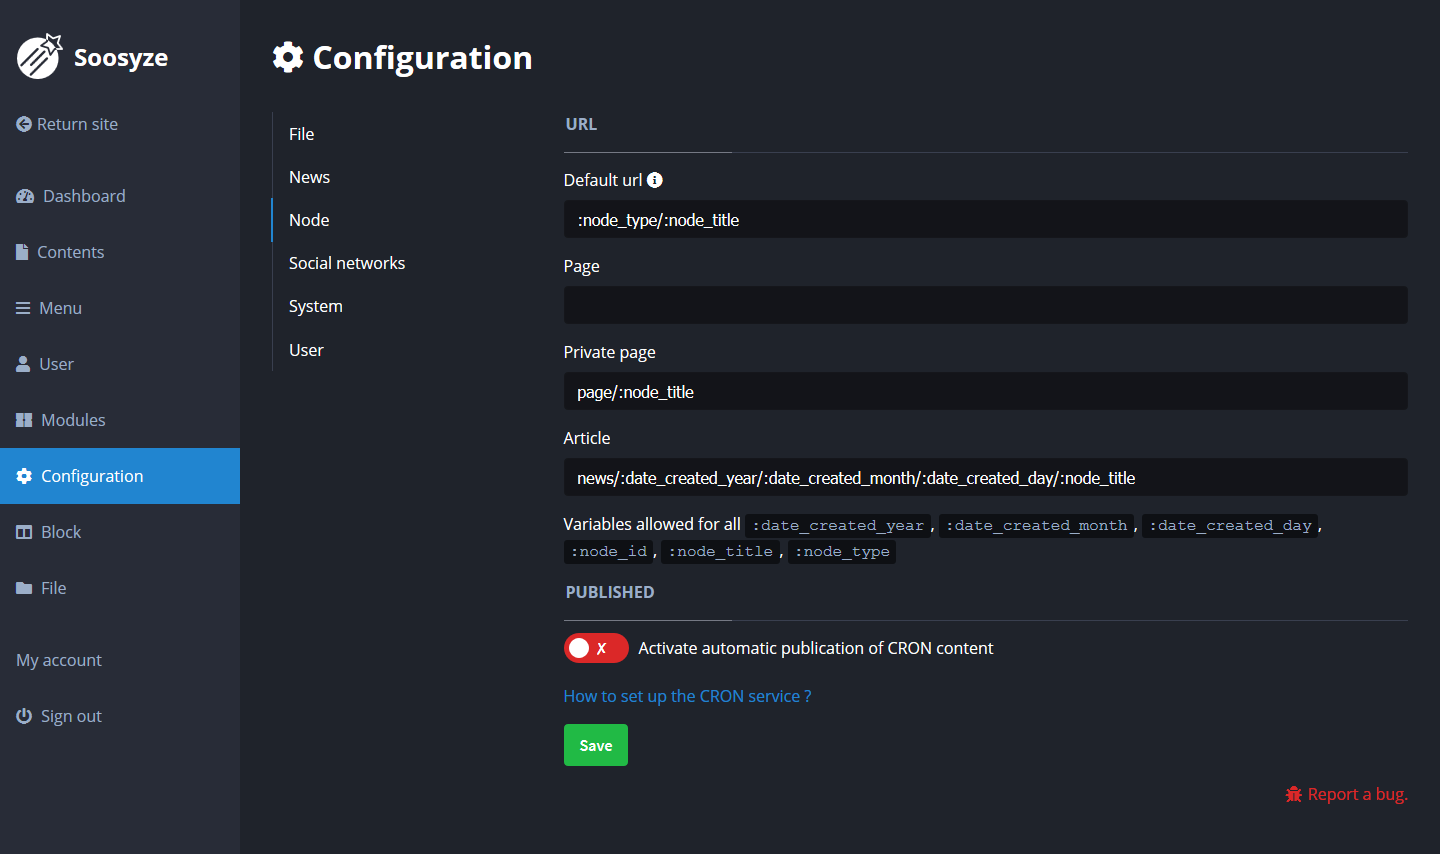 Soosyze
Return site
Dashboard
Contents
Menu
User
Modules
Configuration
Block
File
My account
Sign out
Configuration
File
News
Node
Social networks
System
User
URL
Default url
:node_type/:node_title
Page
Private page
page/:node_title
Article
news/:date_created_year/:date_created_month/:date_created_day/:node_title
Variables allowed for all :date_created_year, :date_created_month, :date_created_day,
:node_id, :node_title, :node_type
PUBLISHED
X Activate automatic publication of CRON content
How to set up the CRON service ?
Save
Report a bug.